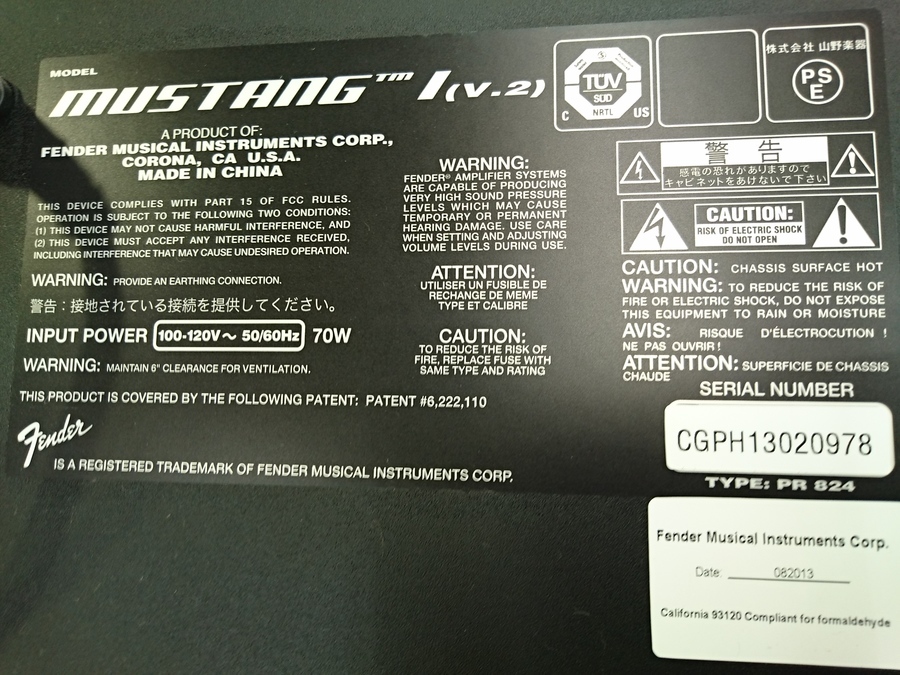 MODEL
MUSTANG™ I (V.2)
A PRODUCT OF:
FENDER MUSICAL INSTRUMENTS CORP.,
CORONA, CA U.S.A.
MADE IN CHINA
THIS DEVICE COMPLIES WITH PART 15 OF FCC RULES.
OPERATION IS SUBJECT TO THE FOLLOWING TWO CONDITIONS:
(1) THIS DEVICE MAY NOT CAUSE HARMFUL INTERFERENCE, AND
(2) THIS DEVICE MUST ACCEPT ANY INTERFERENCE RECEIVED,
INCLUDING INTERFERENCE THAT MAY CAUSE UNDESIRED OPERATION.
WARNING: PROVIDE AN EARTHING CONNECTION.
警告：接地されている接続を提供してください。
INPUT POWER 100-120V～ 50/60Hz 70W
WARNING: MAINTAIN 6" CLEARANCE FOR VENTILATION.
THIS PRODUCT IS COVERED BY THE FOLLOWING PATENT: PATENT #6,222,110
Fender
IS A REGISTERED TRADEMARK OF FENDER MUSICAL INSTRUMENTS CORP.
WARNING:
FENDER® AMPLIFIER SYSTEMS
ARE CAPABLE OF PRODUCING
VERY HIGH SOUND PRESSURE
LEVELS WHICH MAY CAUSE
TEMPORARY OR PERMANENT
HEARING DAMAGE. USE CARE
WHEN SETTING AND ADJUSTING
VOLUME LEVELS DURING USE.
ATTENTION:
UTILISER UN FUSIBLE DE
RECHANGE DE MEME
TYPE ET CALIBRE
CAUTION:
TO REDUCE THE RISK OF
FIRE, REPLACE FUSE WITH
SAME TYPE AND RATING
TÜV
SÜD
NRTL
C US
株式会社 山野楽器
PS
E
警告
感電の恐れがありますので
キャビネットをあけないで下さい
CAUTION:
RISK OF ELECTRIC SHOCK
DO NOT OPEN
CAUTION: CHASSIS SURFACE HOT
WARNING: TO REDUCE THE RISK OF
FIRE OR ELECTRIC SHOCK, DO NOT EXPOSE
THIS EQUIPMENT TO RAIN OR MOISTURE
AVIS: RISQUE D'ÉLECTROCUTION !
NE PAS OUVRIR !
ATTENTION: SUPERFICIE DE CHASSIS
CHAUDE
SERIAL NUMBER
CGPH13020978
TYPE: PR 824
Fender Musical Instruments Corp.
Date: 082013
California 93120 Compliant for formaldehyde